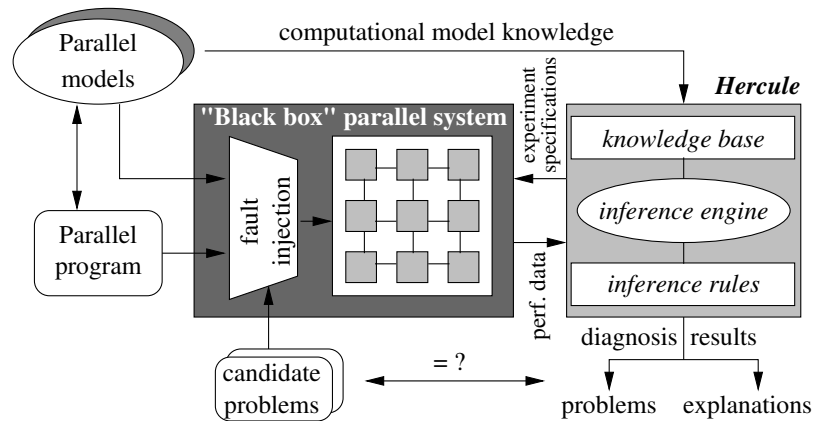 Parallel
models
computational model knowledge
Hercule
"Black box" parallel system
experiment
specifications
knowledge base
fault
injection
inference engine
Parallel
program
perf. data
inference rules
diagnosis results
candidate
problems
= ?
problems
explanations